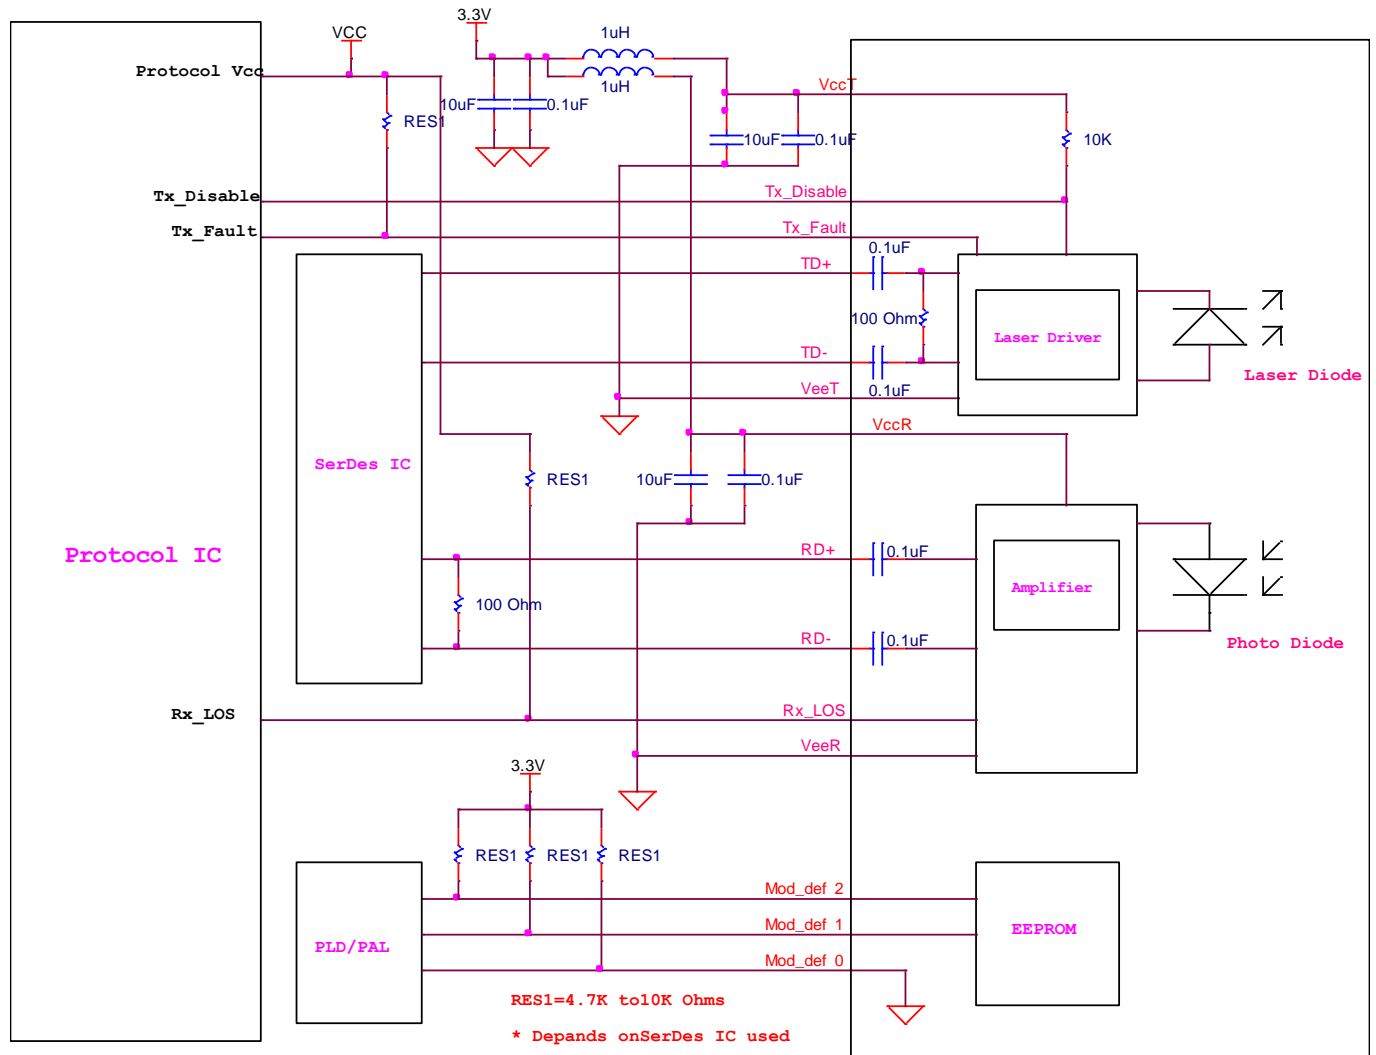 3.3V
VCC
1uH
Protocol Vcc
VccT
1uH
10uF
0.1uF
RES1
10uF
0.1uF
10K
Tx_Disable
Tx_Disable
Tx_Fault
Tx_Fault
0.1uF
TD+
100 Ohm
Laser Driver
TD-
Laser Diode
VeeT
0.1uF
VccR
SerDes IC
RES1
10uF
0.1uF
Protocol IC
RD+
0.1uF
Amplifier
100 Ohm
RD-
0.1uF
Photo Diode
Rx_LOS
Rx_LOS
VeeR
3.3V
RES1
RES1
RES1
Mod_def 2
Mod_def 1
EEPROM
PLD/PAL
Mod_def 0
RES1=4.7K to10K Ohms
* Depands onSerDes IC used